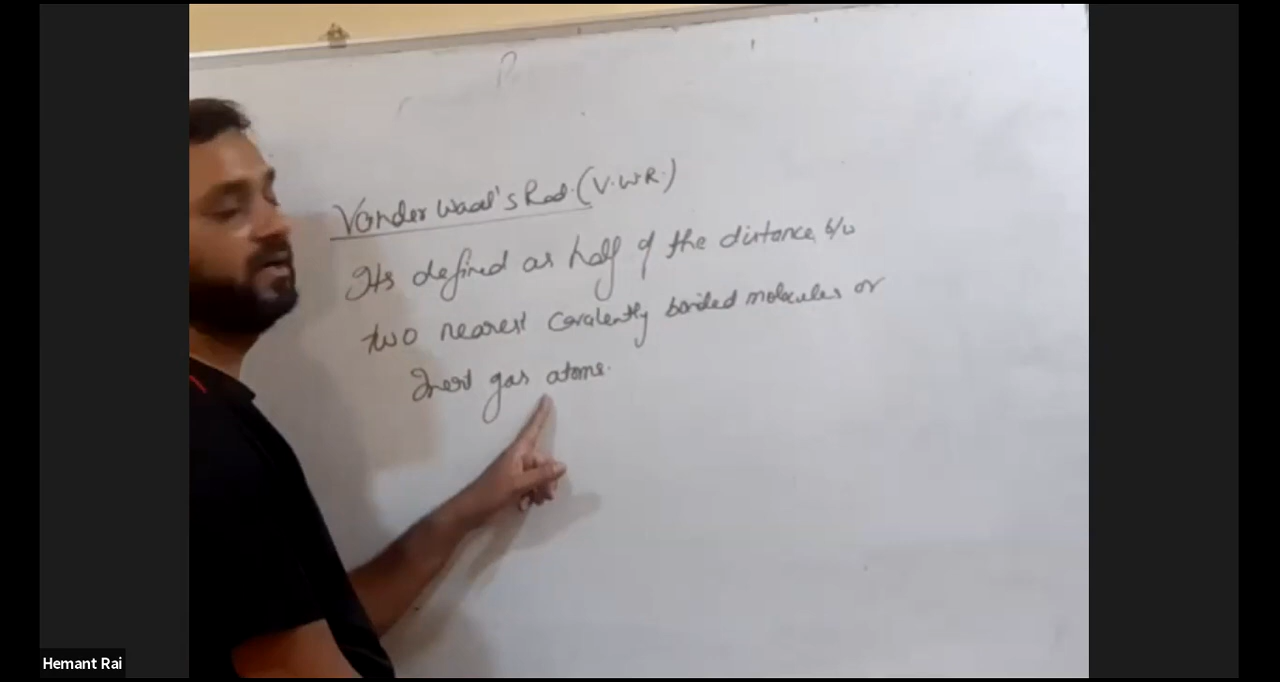 Vander Waal's Rad. (V.W.R.)
Its defined as half of the distance b/w
two nearest covalently bonded molecules or
Inert gas atoms.
Hemant Rai